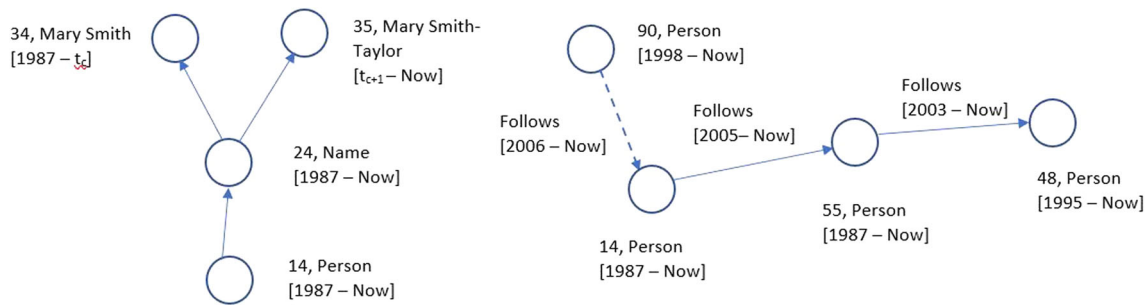 34, Mary Smith
[1987 – tc]
35, Mary Smith-
Taylor
[tc+1 – Now]
24, Name
[1987 – Now]
14, Person
[1987 – Now]
90, Person
[1998 – Now]
Follows
[2006 – Now]
Follows
[2005– Now]
Follows
[2003 – Now]
14, Person
[1987 – Now]
55, Person
[1987 – Now]
48, Person
[1995 – Now]